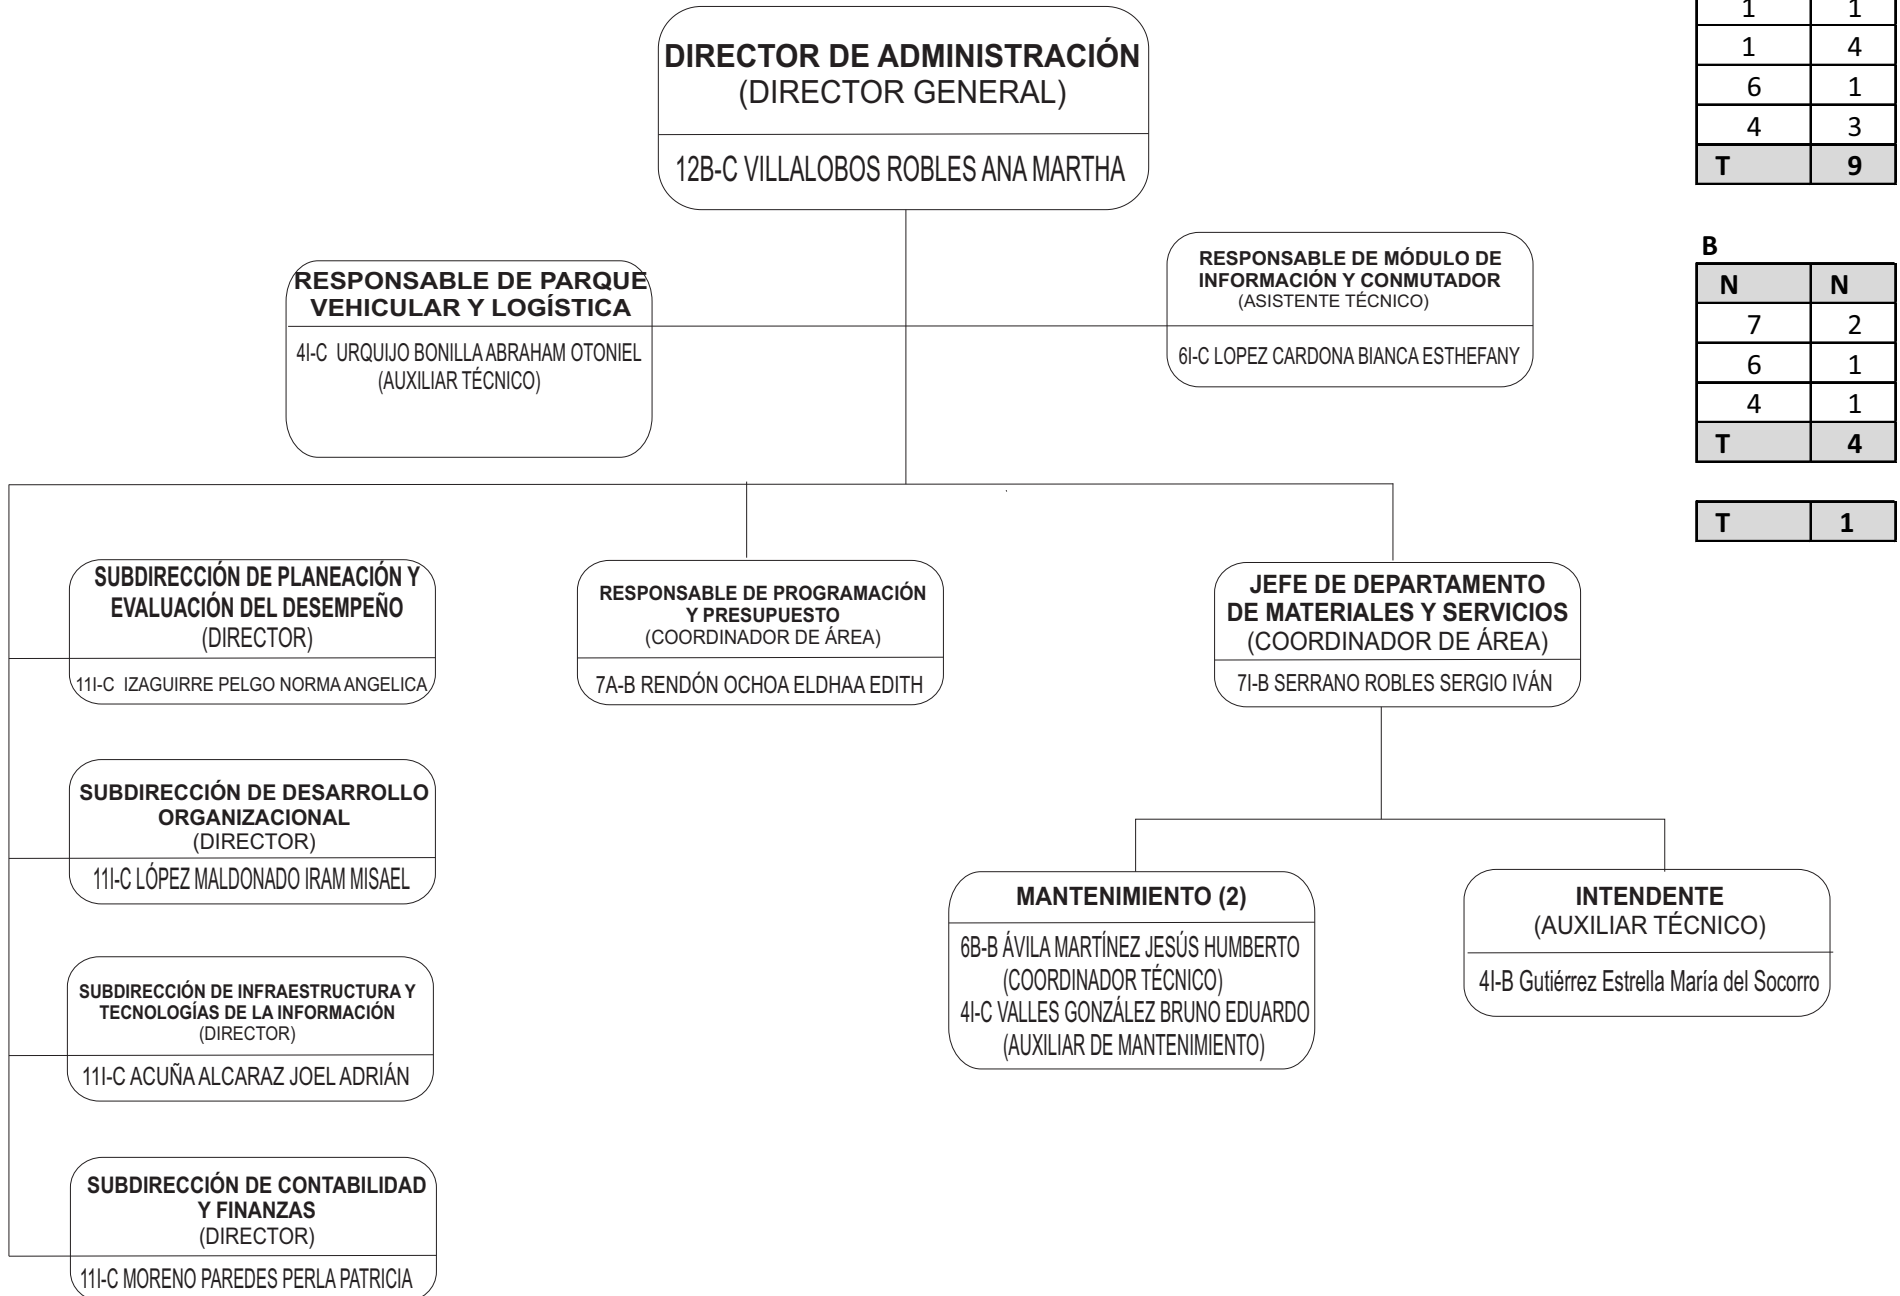 DIRECTOR DE ADMINISTRACIÓN
(DIRECTOR GENERAL)
12B-C VILLALOBOS ROBLES ANA MARTHA
RESPONSABLE DE PARQUE
VEHICULAR Y LOGÍSTICA
4I-C URQUIJO BONILLA ABRAHAM OTONIEL
(AUXILIAR TÉCNICO)
RESPONSABLE DE MÓDULO DE
INFORMACIÓN Y CONMUTADOR
(ASISTENTE TÉCNICO)
6I-C LOPEZ CARDONA BIANCA ESTHEFANY
SUBDIRECCIÓN DE PLANEACIÓN Y
EVALUACIÓN DEL DESEMPEÑO
(DIRECTOR)
11I-C IZAGUIRRE PELGO NORMA ANGELICA
RESPONSABLE DE PROGRAMACIÓN
Y PRESUPUESTO
(COORDINADOR DE ÁREA)
7A-B RENDÓN OCHOA ELDHAA EDITH
JEFE DE DEPARTAMENTO
DE MATERIALES Y SERVICIOS
(COORDINADOR DE ÁREA)
7I-B SERRANO ROBLES SERGIO IVÁN
SUBDIRECCIÓN DE DESARROLLO
ORGANIZACIONAL
(DIRECTOR)
11I-C LÓPEZ MALDONADO IRAM MISAEL
MANTENIMIENTO (2)
6B-B ÁVILA MARTÍNEZ JESÚS HUMBERTO
(COORDINADOR TÉCNICO)
4I-C VALLES GONZÁLEZ BRUNO EDUARDO
(AUXILIAR DE MANTENIMIENTO)
INTENDENTE
(AUXILIAR TÉCNICO)
4I-B Gutiérrez Estrella María del Socorro
SUBDIRECCIÓN DE INFRAESTRUCTURA Y
TECNOLOGÍAS DE LA INFORMACIÓN
(DIRECTOR)
11I-C ACUÑA ALCARAZ JOEL ADRIÁN
SUBDIRECCIÓN DE CONTABILIDAD
Y FINANZAS
(DIRECTOR)
11I-C MORENO PAREDES PERLA PATRICIA
1 1
1 4
6 1
4 3
T 9
B
N N
7 2
6 1
4 1
T 4
T 1